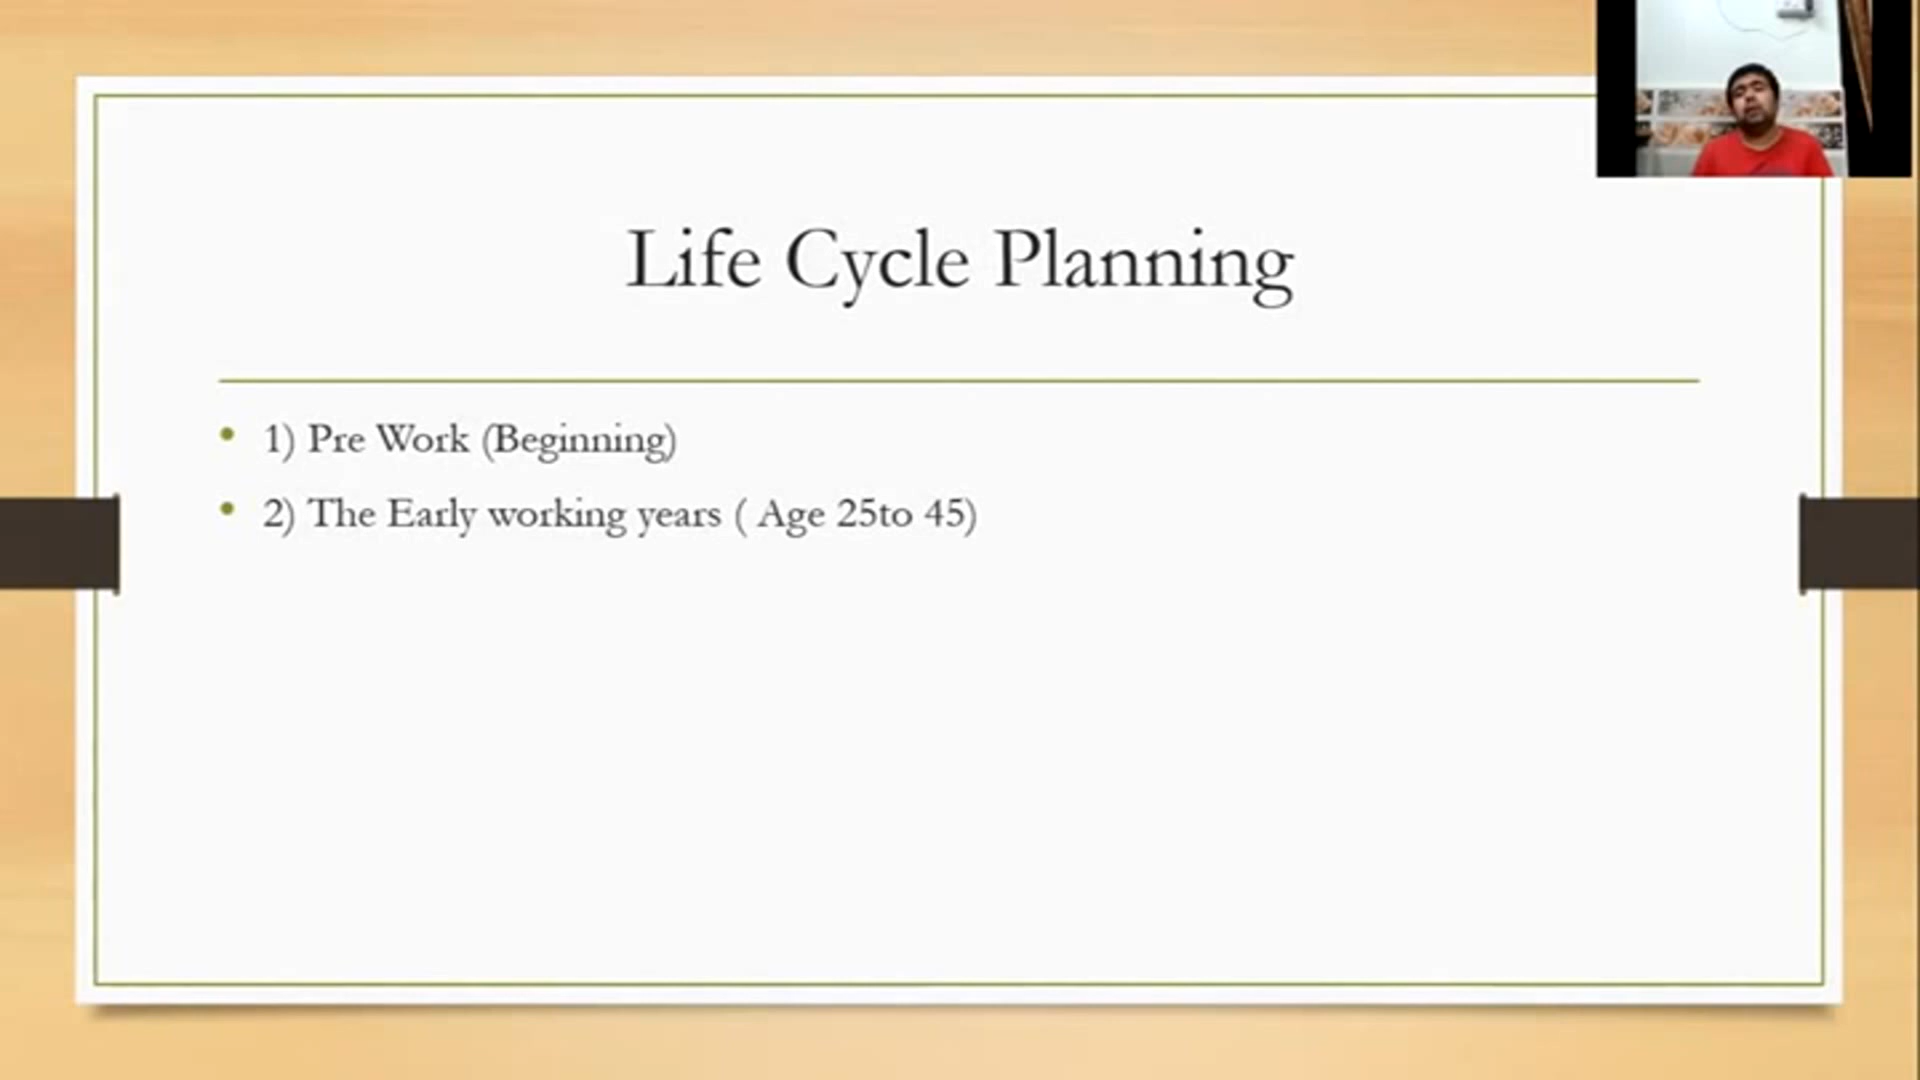 Life Cycle Planning
1) Pre Work (Beginning)
2) The Early working years ( Age 25to 45)